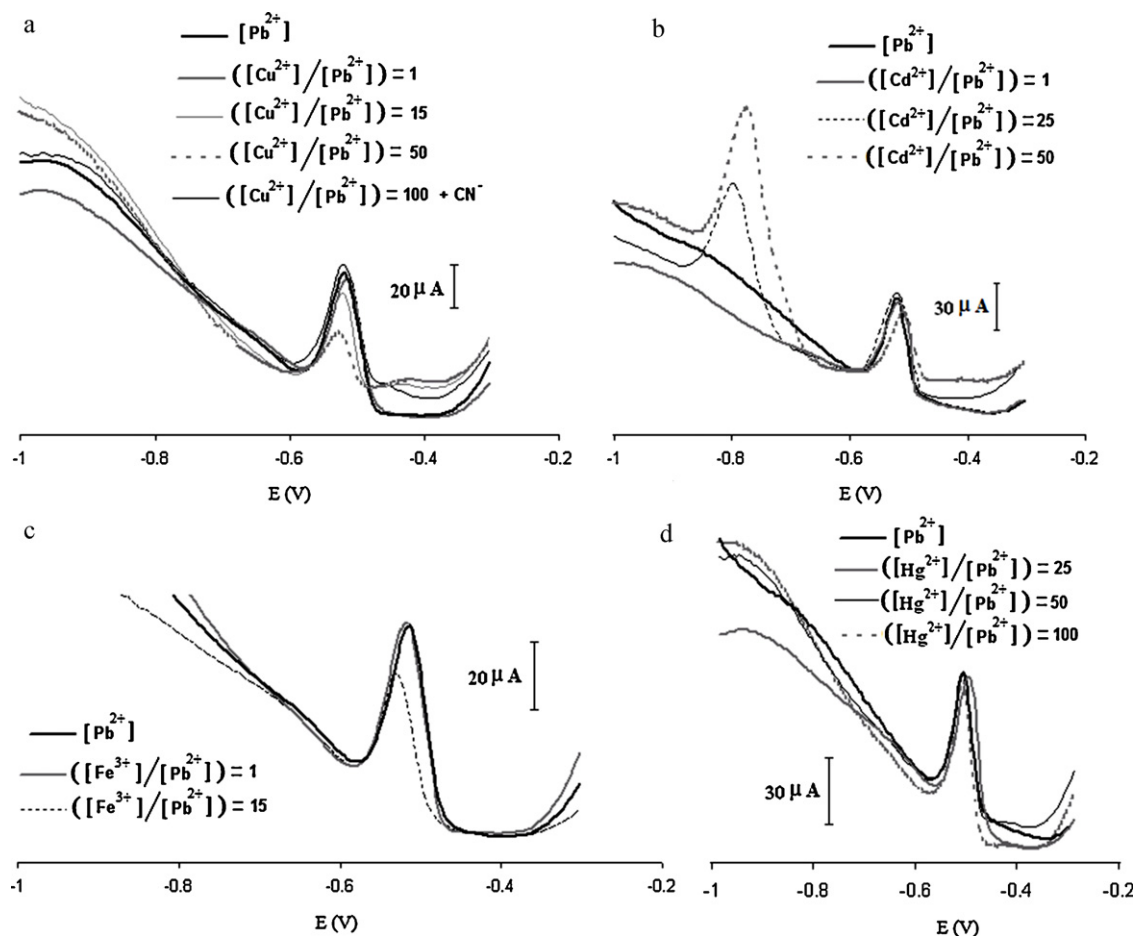 a
[Pb2+]
([Cu2+]/[Pb2+]) = 1
([Cu2+]/[Pb2+]) = 15
([Cu2+]/[Pb2+]) = 50
([Cu2+]/[Pb2+]) = 100 + CN-
20 µ A
-1 -0.8 -0.6 -0.4 -0.2
E (V)
b
[Pb2+]
([Cd2+]/[Pb2+]) = 1
([Cd2+]/[Pb2+]) = 25
([Cd2+]/[Pb2+]) = 50
30 µ A
-1 -0.8 -0.6 -0.4 -0.2
E (V)
c
20 µ A
[Pb2+]
([Fe3+]/[Pb2+]) = 1
([Fe3+]/[Pb2+]) = 15
-1 -0.8 -0.6 -0.4 -0.2
E (V)
d
[Pb2+]
([Hg2+]/[Pb2+]) = 25
([Hg2+]/[Pb2+]) = 50
([Hg2+]/[Pb2+]) = 100
30 µ A
-1 -0.8 -0.6 -0.4 -0.2
E (V)